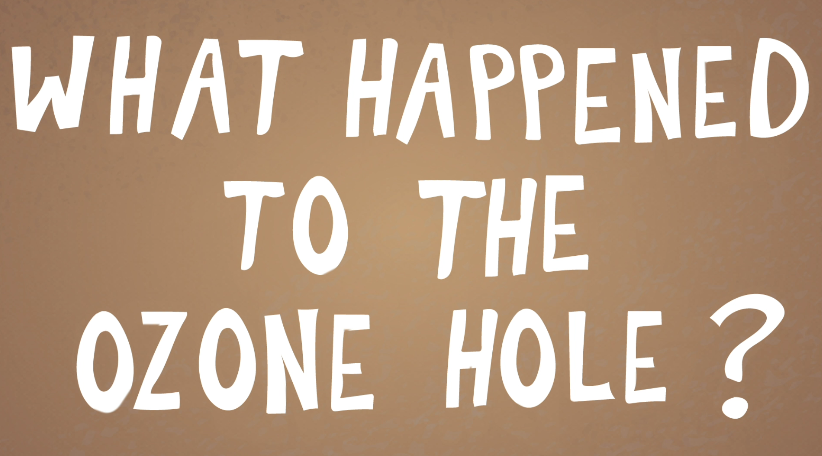 WHAT HAPPENED
TO THE
OZONE HOLE?